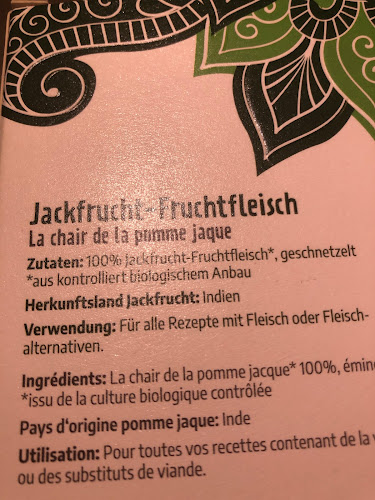 Jackfrucht-Fruchtfleisch
La chair de la pomme jaque
Zutaten: 100% Jackfrucht-Fruchtfleisch*, geschnetzelt
*aus kontrolliert biologischem Anbau
Herkunftsland Jackfrucht: Indien
Verwendung: Für alle Rezepte mit Fleisch oder Fleisch-
alternativen.
Ingrédients: La chair de la pomme jacque* 100%,
*issu de la culture biologique contrôlée
Pays d'origine pomme jaque: Inde
Utilisation: Pour toutes vos recettes contenant de la
ou des substituts de viande.